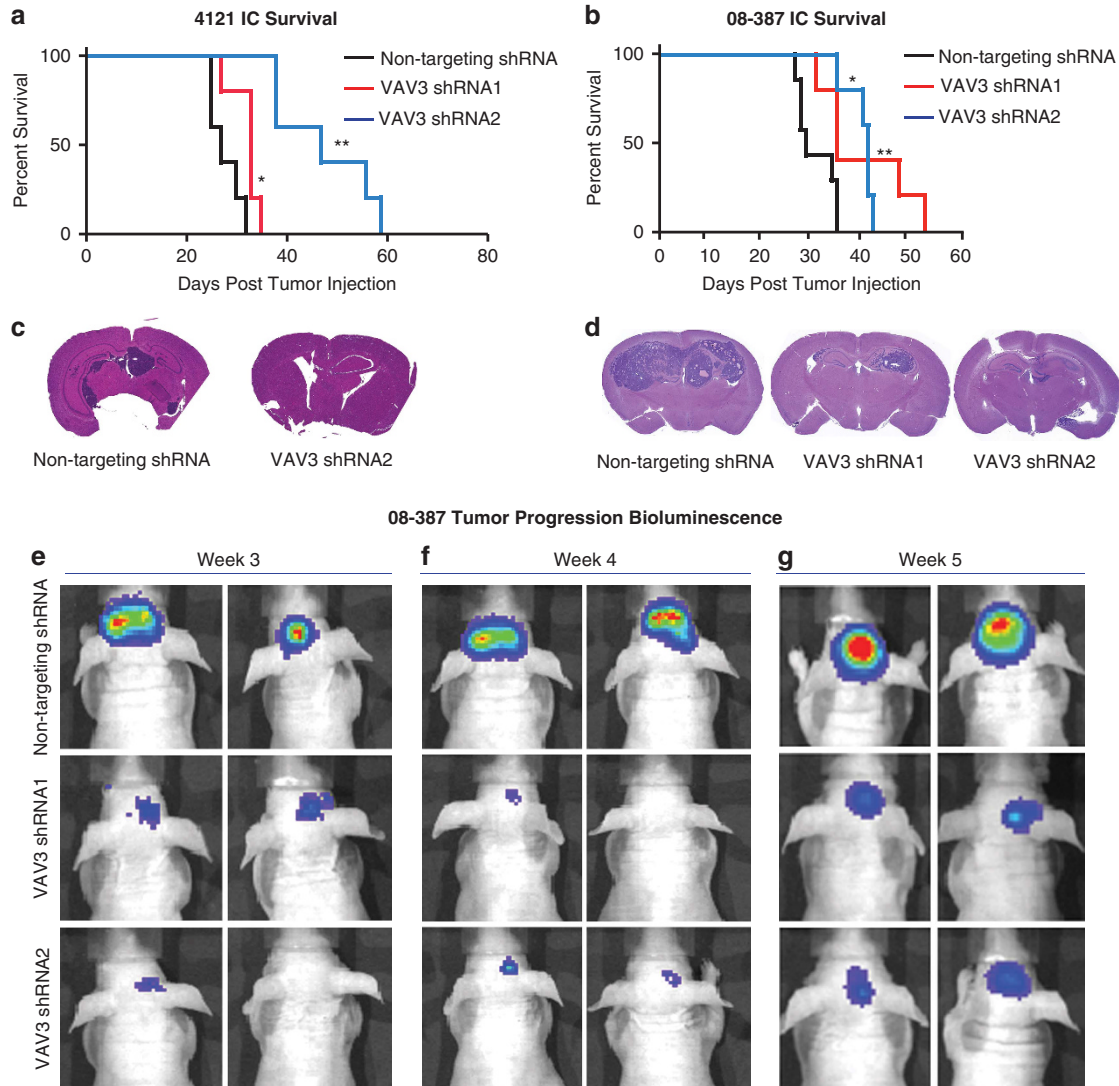 a
4121 IC Survival
Percent Survival
100
50
0
0 20 40 60 80
Days Post Tumor Injection
Non-targeting shRNA
VAV3 shRNA1
VAV3 shRNA2
*
**
b
08-387 IC Survival
Percent Survival
100
50
0
0 10 20 30 40 50 60
Days Post Tumor Injection
Non-targeting shRNA
VAV3 shRNA1
VAV3 shRNA2
*
**
c
Non-targeting shRNA
VAV3 shRNA2
d
Non-targeting shRNA
VAV3 shRNA1
VAV3 shRNA2
08-387 Tumor Progression Bioluminescence
e
Week 3
f
Week 4
g
Week 5
Non-targeting shRNA
VAV3 shRNA1
VAV3 shRNA2